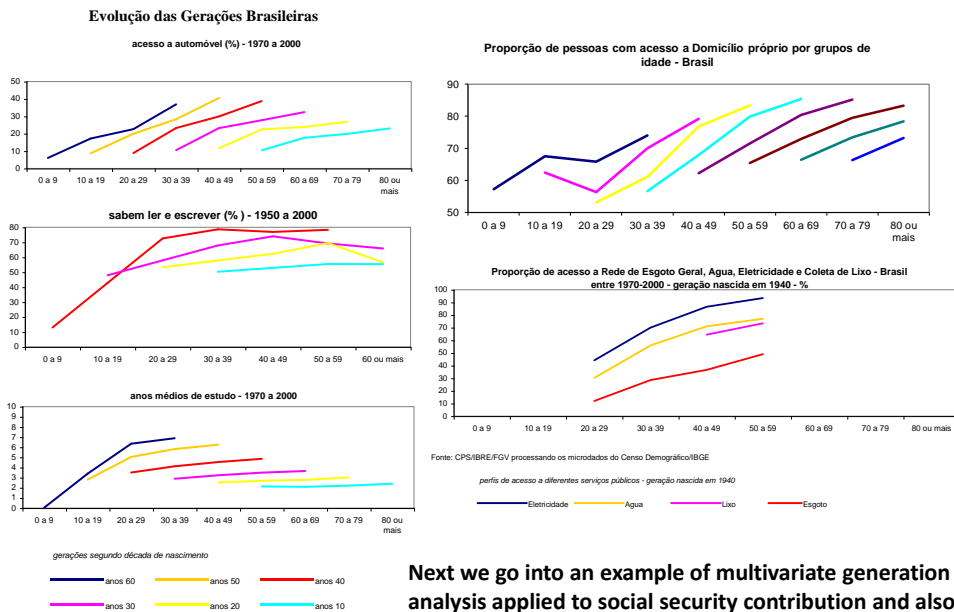 Evolução das Gerações Brasileiras
acesso a automóvel (%) - 1970 a 2000
50
40
30
20
10
0
0 a 9 10 a 19 20 a 29 30 a 39 40 a 49 50 a 59 60 a 69 70 a 79 80 ou
mais
sabem ler e escrever (% ) - 1950 a 2000
80
70
60
50
40
30
20
10
0
0 a 9 10 a 19 20 a 29 30 a 39 40 a 49 50 a 59 60 ou mais
anos médios de estudo - 1970 a 2000
10
9
8
7
6
5
4
3
2
1
0
0 a 9 10 a 19 20 a 29 30 a 39 40 a 49 50 a 59 60 a 69 70 a 79 80 ou
mais
gerações segundo década de nascimento
anos 60 anos 50 anos 40
anos 30 anos 20 anos 10
Proporção de pessoas com acesso a Domicílio próprio por grupos de
idade - Brasil
90
80
70
60
50
0 a 9 10 a 19 20 a 29 30 a 39 40 a 49 50 a 59 60 a 69 70 a 79 80 ou
mais
Proporção de acesso a Rede de Esgoto Geral, Agua, Eletricidade e Coleta de Lixo - Brasil
entre 1970-2000 - geração nascida em 1940 - %
100
90
80
70
60
50
40
30
20
10
0
0 a 9 10 a 19 20 a 29 30 a 39 40 a 49 50 a 59 60 a 69 70 a 79 80 ou mais
Fonte: CPS/IBRE/FGV processando os microdados do Censo Demográfico/IBGE
perfis de acesso a diferentes serviços públicos - geração nascida em 1940
Eletricidade Agua Lixo Esgoto
Next we go into an example of multivariate generation
analysis applied to social security contribution and also